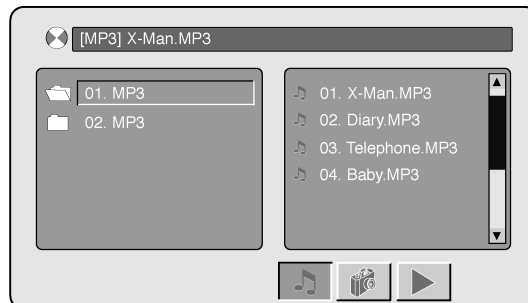 [MP3] X-Man.MP3
01. MP3
02. MP3
01. X-Man.MP3
02. Diary.MP3
03. Telephone.MP3
04. Baby.MP3